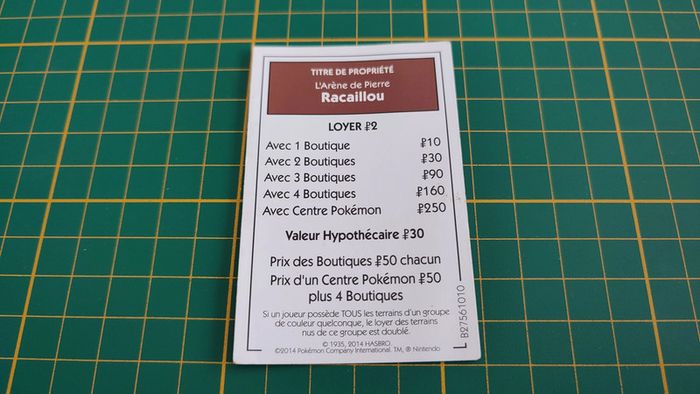 TITRE DE PROPRIÉTÉ
L'Arène de Pierre
Racaillou
LOYER ₽2
Avec 1 Boutique ₽10
Avec 2 Boutiques ₽30
Avec 3 Boutiques ₽90
Avec 4 Boutiques ₽160
Avec Centre Pokémon ₽250
Valeur Hypothécaire ₽30
Prix des Boutiques ₽50 chacun
Prix d'un Centre Pokémon ₽50
plus 4 Boutiques
Si un joueur possède TOUS les terrains d'un groupe
de couleur quelconque, le loyer des terrains
nus de ce groupe est doublé.
© 1935, 2014 HASBRO.
©2014 Pokémon Company International. TM, ® Nintendo
B27561010